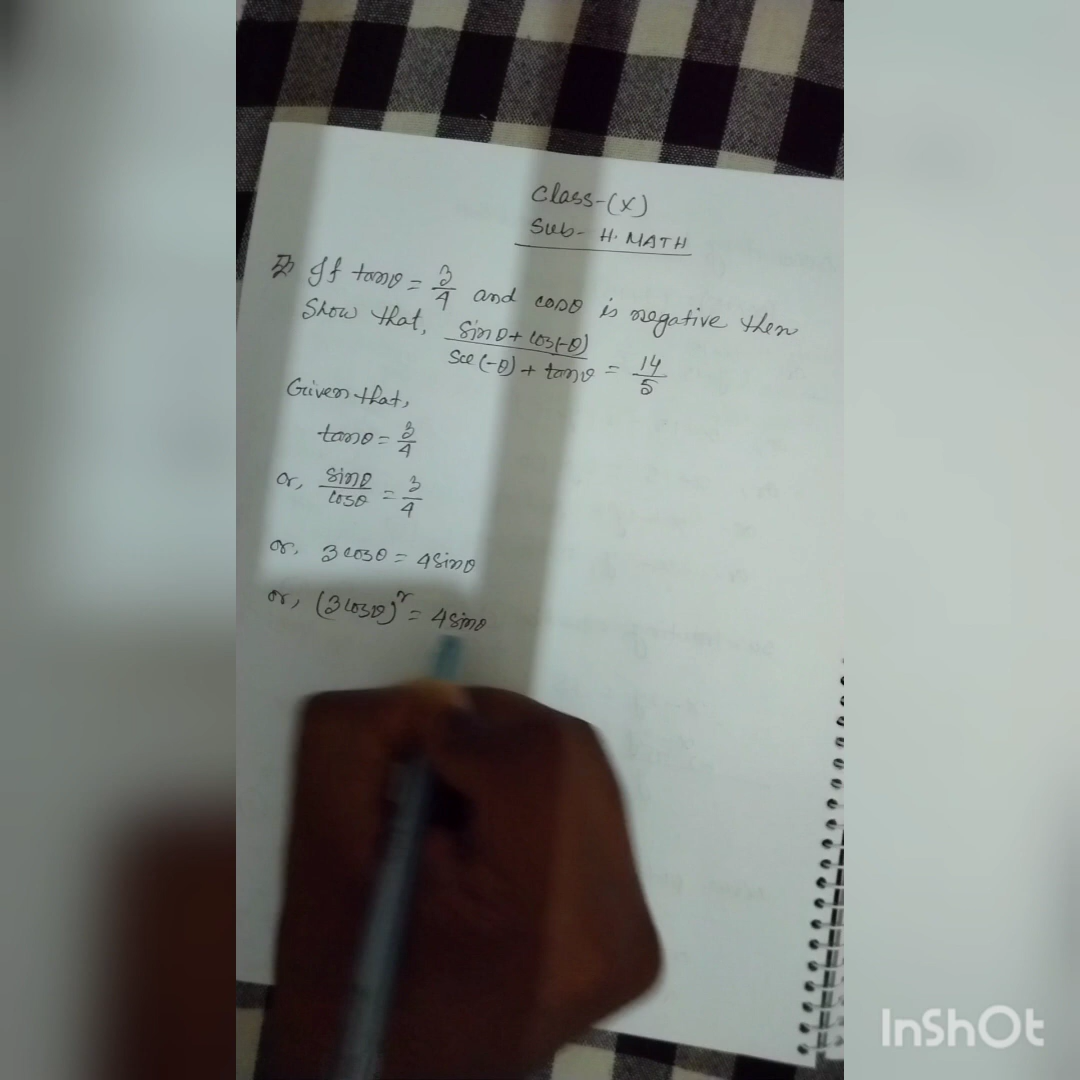 Class-(X)
Sub- H. MATH
If tanθ = 3/4 and cosθ is negative then
Show that, sinθ + cos(-θ) / sec(-θ) + tanθ = 14/5
Given that,
tanθ = 3/4
or, sinθ/cosθ = 3/4
or, 3cosθ = 4sinθ
or, (3cosθ)² = 4sinθ
InShOt